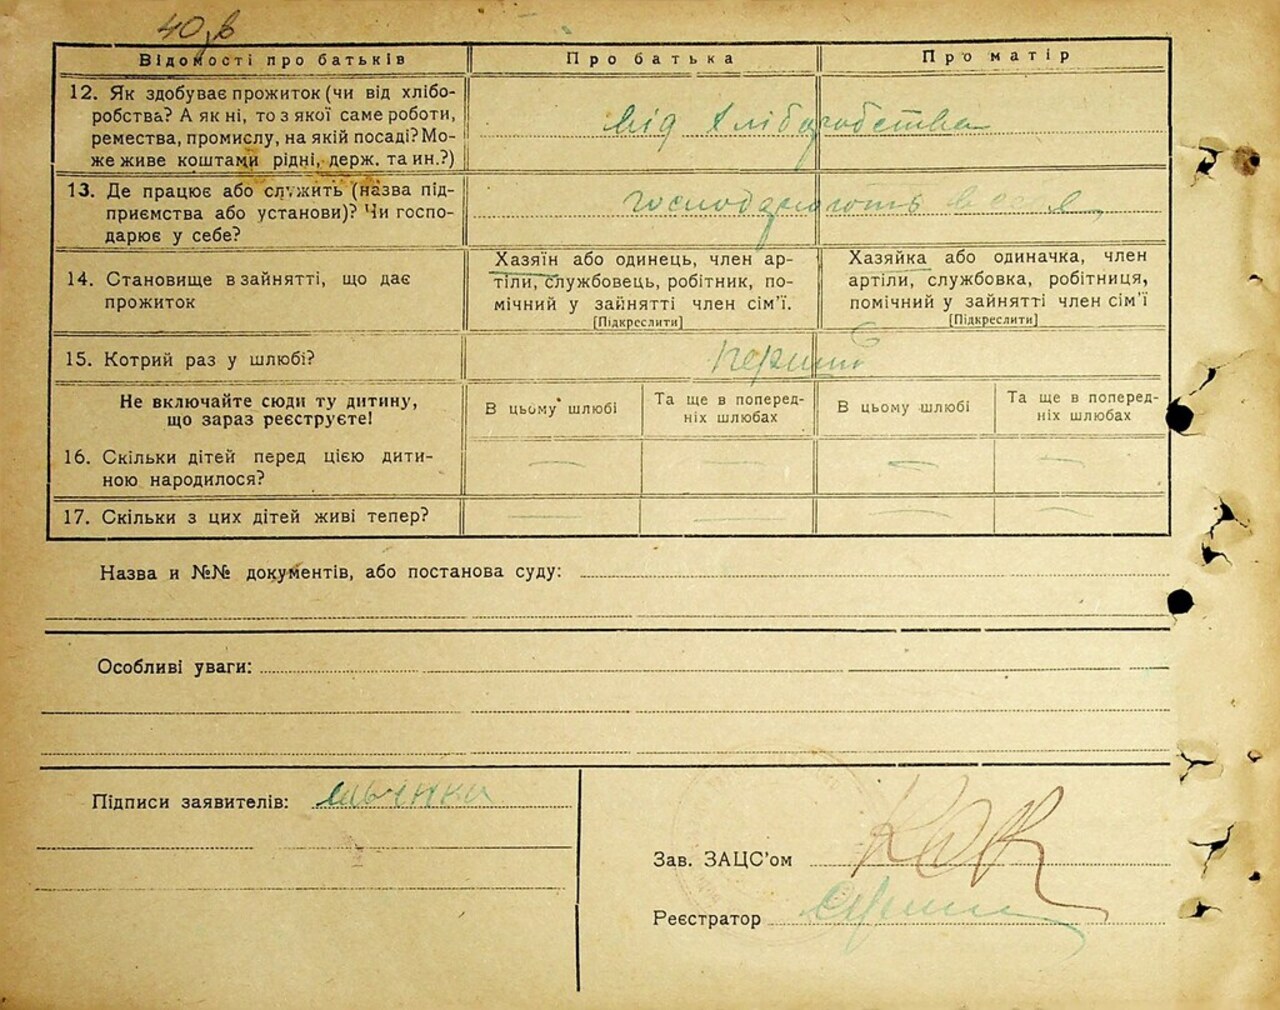 40зв
Відомості про батьків
Про батька
Про матір
12. Як здобуває прожиток (чи від хлібо-
робства? А як ні, то з якої саме роботи,
ремества, промислу, на якій посаді? Мо-
же живе коштами рідні, держ. та ин.?)
від хліборобства
13. Де працює або служить (назва під-
приємства або установи)? Чи госпо-
дарює у себе?
господарюють в себе
14. Становище в зайнятті, що дає
прожиток
Хазяїн або одинець, член ар-
тіли, службовець, робітник, по-
мічний у зайнятті член сім'ї.
[Підкреслити]
Хазяйка або одиначка, член
артіли, службовка, робітниця,
помічний у зайнятті член сім'ї
[Підкреслити]
15. Котрий раз у шлюбі?
перший
Не включайте сюди ту дитину,
що зараз реєструєте!
В цьому шлюбі
Та ще в поперед-
ніх шлюбах
В цьому шлюбі
Та ще в поперед-
ніх шлюбах
16. Скільки дітей перед цією дити-
ною народилося?
— — — —
17. Скільки з цих дітей живі тепер?
— — — —
Назва и №№ документів, або постанова суду:
Особливі уваги:
Підписи заявителів:
Зав. ЗАЦС'ом
Реєстратор